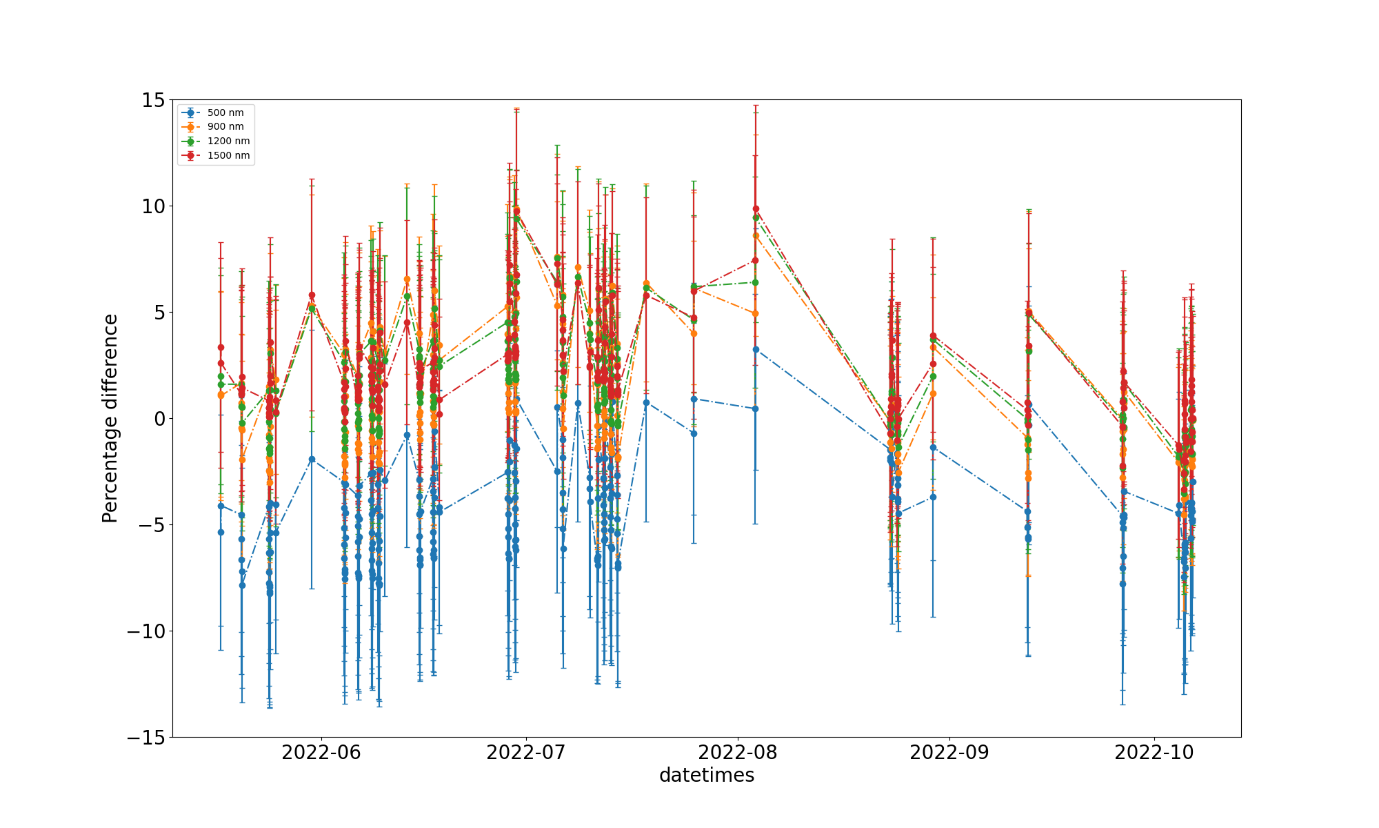 15
10
5
0
−5
−10
−15
Percentage difference
500 nm
900 nm
1200 nm
1500 nm
2022-06 2022-07 2022-08 2022-09 2022-10
datetimes